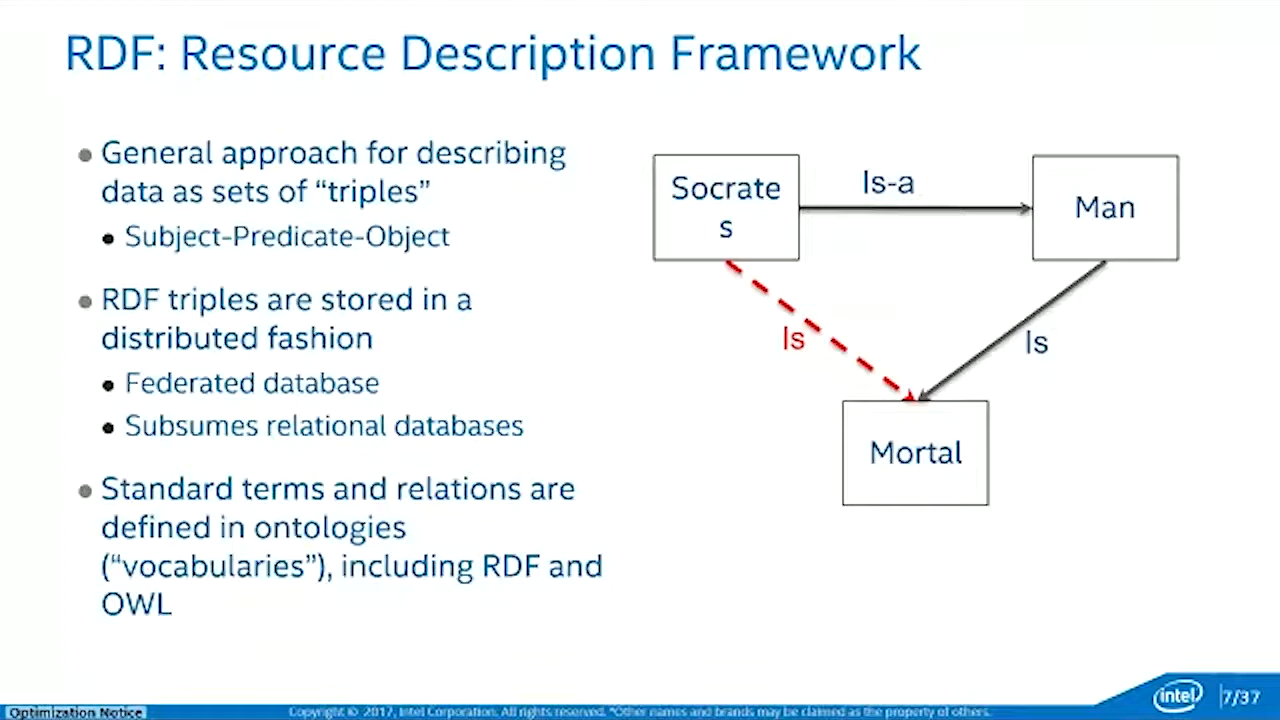 RDF: Resource Description Framework
General approach for describing
data as sets of “triples”
Subject-Predicate-Object
RDF triples are stored in a
distributed fashion
Federated database
Subsumes relational databases
Standard terms and relations are
defined in ontologies
(“vocabularies”), including RDF and
OWL
Socrate
s
Is-a
Man
Is
Is
Mortal
Optimization Notice
Copyright © 2017, Intel Corporation. All rights reserved. *Other names and brands may be claimed as the property of others.
intel
7/37